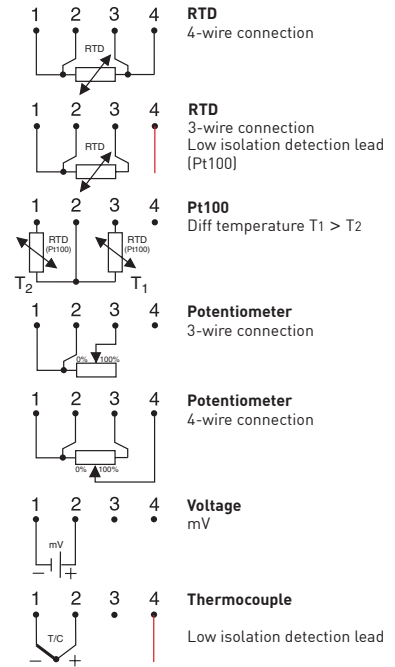 1 2 3 4
RTD
RTD
4-wire connection
1 2 3 4
RTD
RTD
3-wire connection
Low isolation detection lead
(Pt100)
1 2 3 4
RTD
(Pt100)
RTD
(Pt100)
T2
T1
Pt100
Diff temperature T1 > T2
1 2 3 4
0% 100%
Potentiometer
3-wire connection
1 2 3 4
0% 100%
Potentiometer
4-wire connection
1 2 3 4
mV
– +
Voltage
mV
1 2 3 4
T/C
– +
Thermocouple
Low isolation detection lead